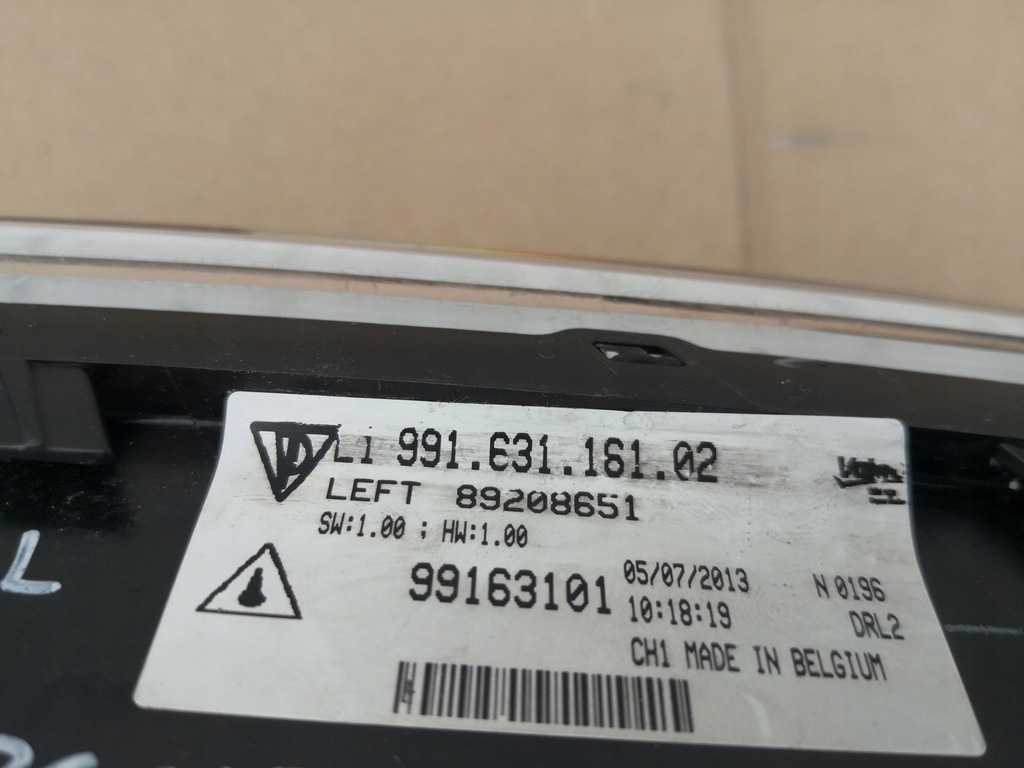 L1 991.631.161.02
LEFT 89208651
SW:1.00 ; HW:1.00
99163101
05/07/2013 N 0196
10:18:19 DRL2
CH1 MADE IN BELGIUM
L